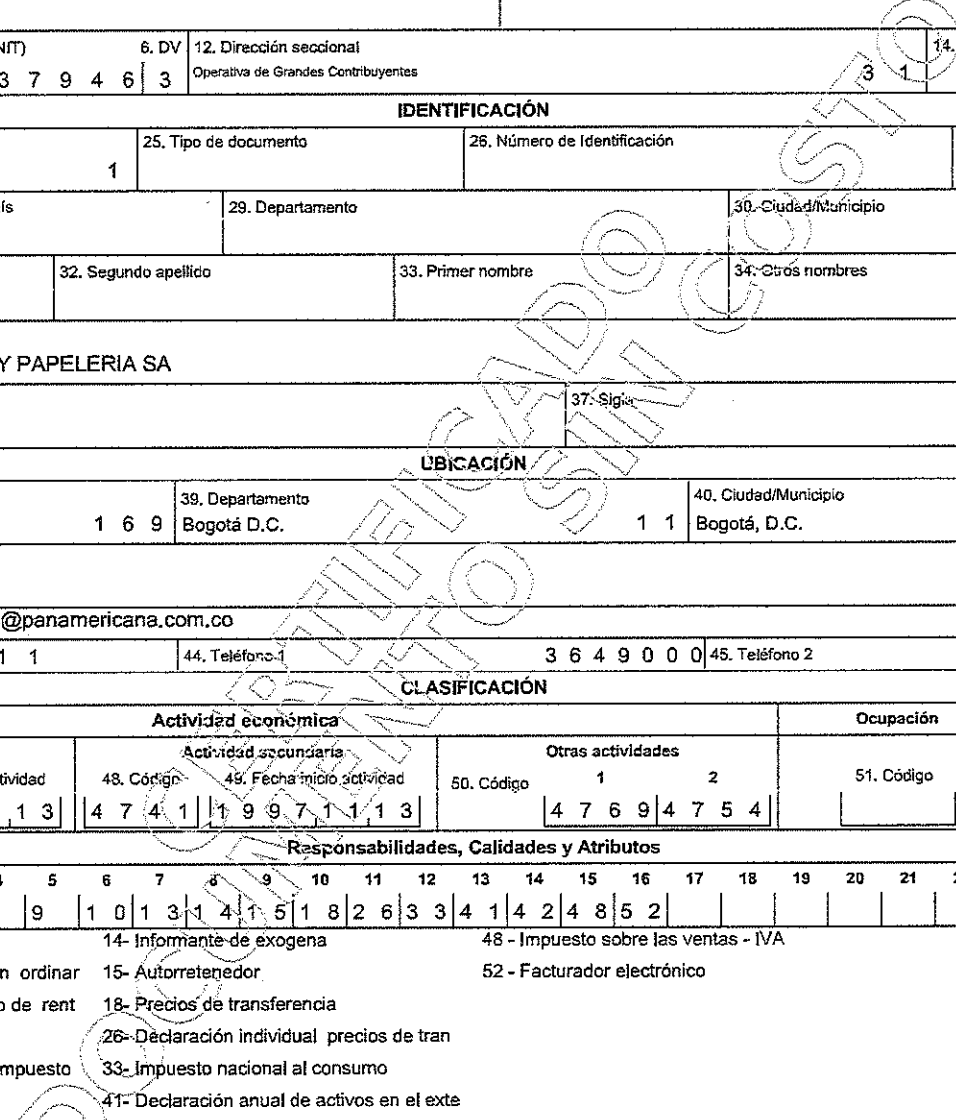 NIT) 6. DV 12. Dirección seccional 14.
3 7 9 4 6 3 Operativa de Grandes Contribuyentes 3 1
IDENTIFICACIÓN
25. Tipo de documento 26. Número de Identificación
1
ís 29. Departamento 30. Ciudad/Municipio
32. Segundo apellido 33. Primer nombre 34. Otros nombres
Y PAPELERIA SA
37. Sigla
UBICACIÓN
39. Departamento 40. Ciudad/Municipio
1 6 9 Bogotá D.C. 1 1 Bogotá, D.C.
@panamericana.com.co
1 1 44. Teléfono 1 3 6 4 9 0 0 0 45. Teléfono 2
CLASIFICACIÓN
Actividad económica Ocupación
Actividad secundaria Otras actividades
tividad 48. Código 49. Fecha inicio actividad 50. Código 1 2 51. Código
1 3 4 7 4 1 1 9 9 7 1 1 1 3 4 7 6 9 4 7 5 4
Responsabilidades, Calidades y Atributos
5 6 7 8 9 10 11 12 13 14 15 16 17 18 19 20 21
9 1 0 1 3 1 4 1 5 1 8 2 6 3 3 4 1 4 2 4 8 5 2
14- Informante de exogena 48 - Impuesto sobre las ventas - IVA
n ordinar 15- Autorretenedor 52 - Facturador electrónico
o de rent 18- Precios de transferencia
26- Declaración individual precios de tran
mpuesto 33- Impuesto nacional al consumo
41- Declaración anual de activos en el exte
CERTIFICADO
DOCUMENTO SIN COSTO